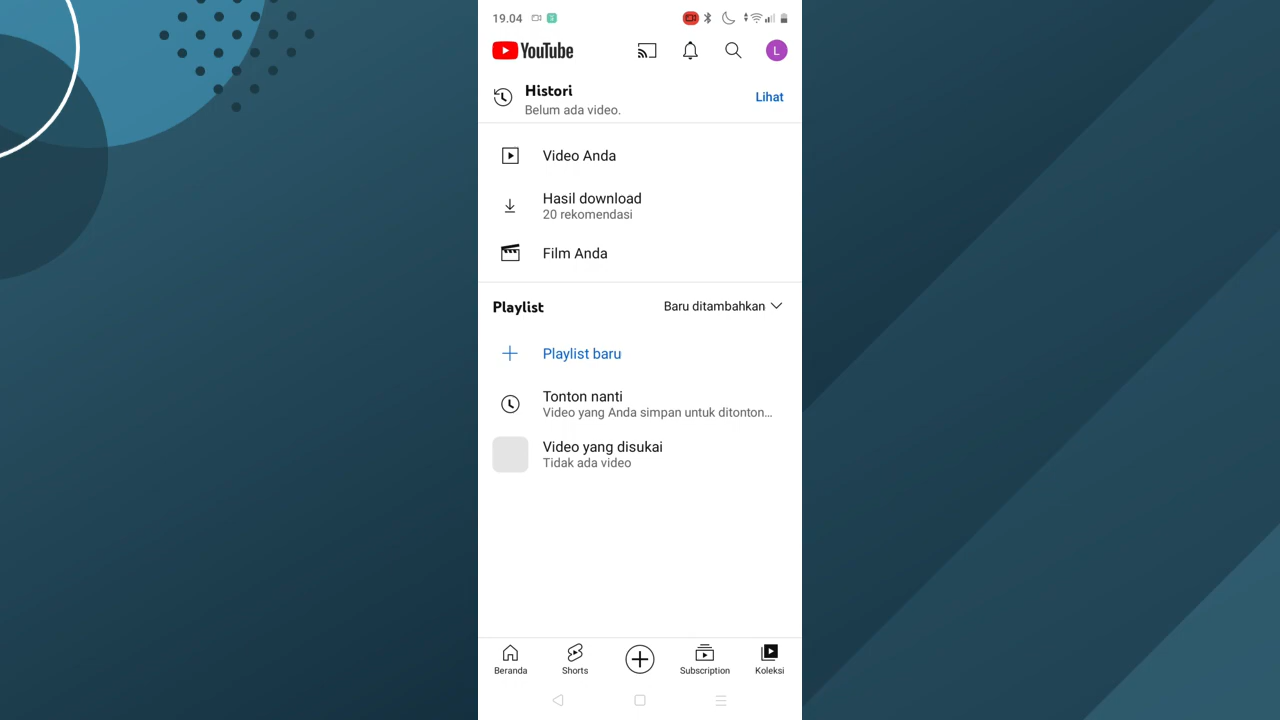 19.04
YouTube
L
Histori
Belum ada video.
Lihat
Video Anda
Hasil download
20 rekomendasi
Film Anda
Playlist
Baru ditambahkan
Playlist baru
Tonton nanti
Video yang Anda simpan untuk ditonton...
Video yang disukai
Tidak ada video
Beranda
Shorts
Subscription
Koleksi